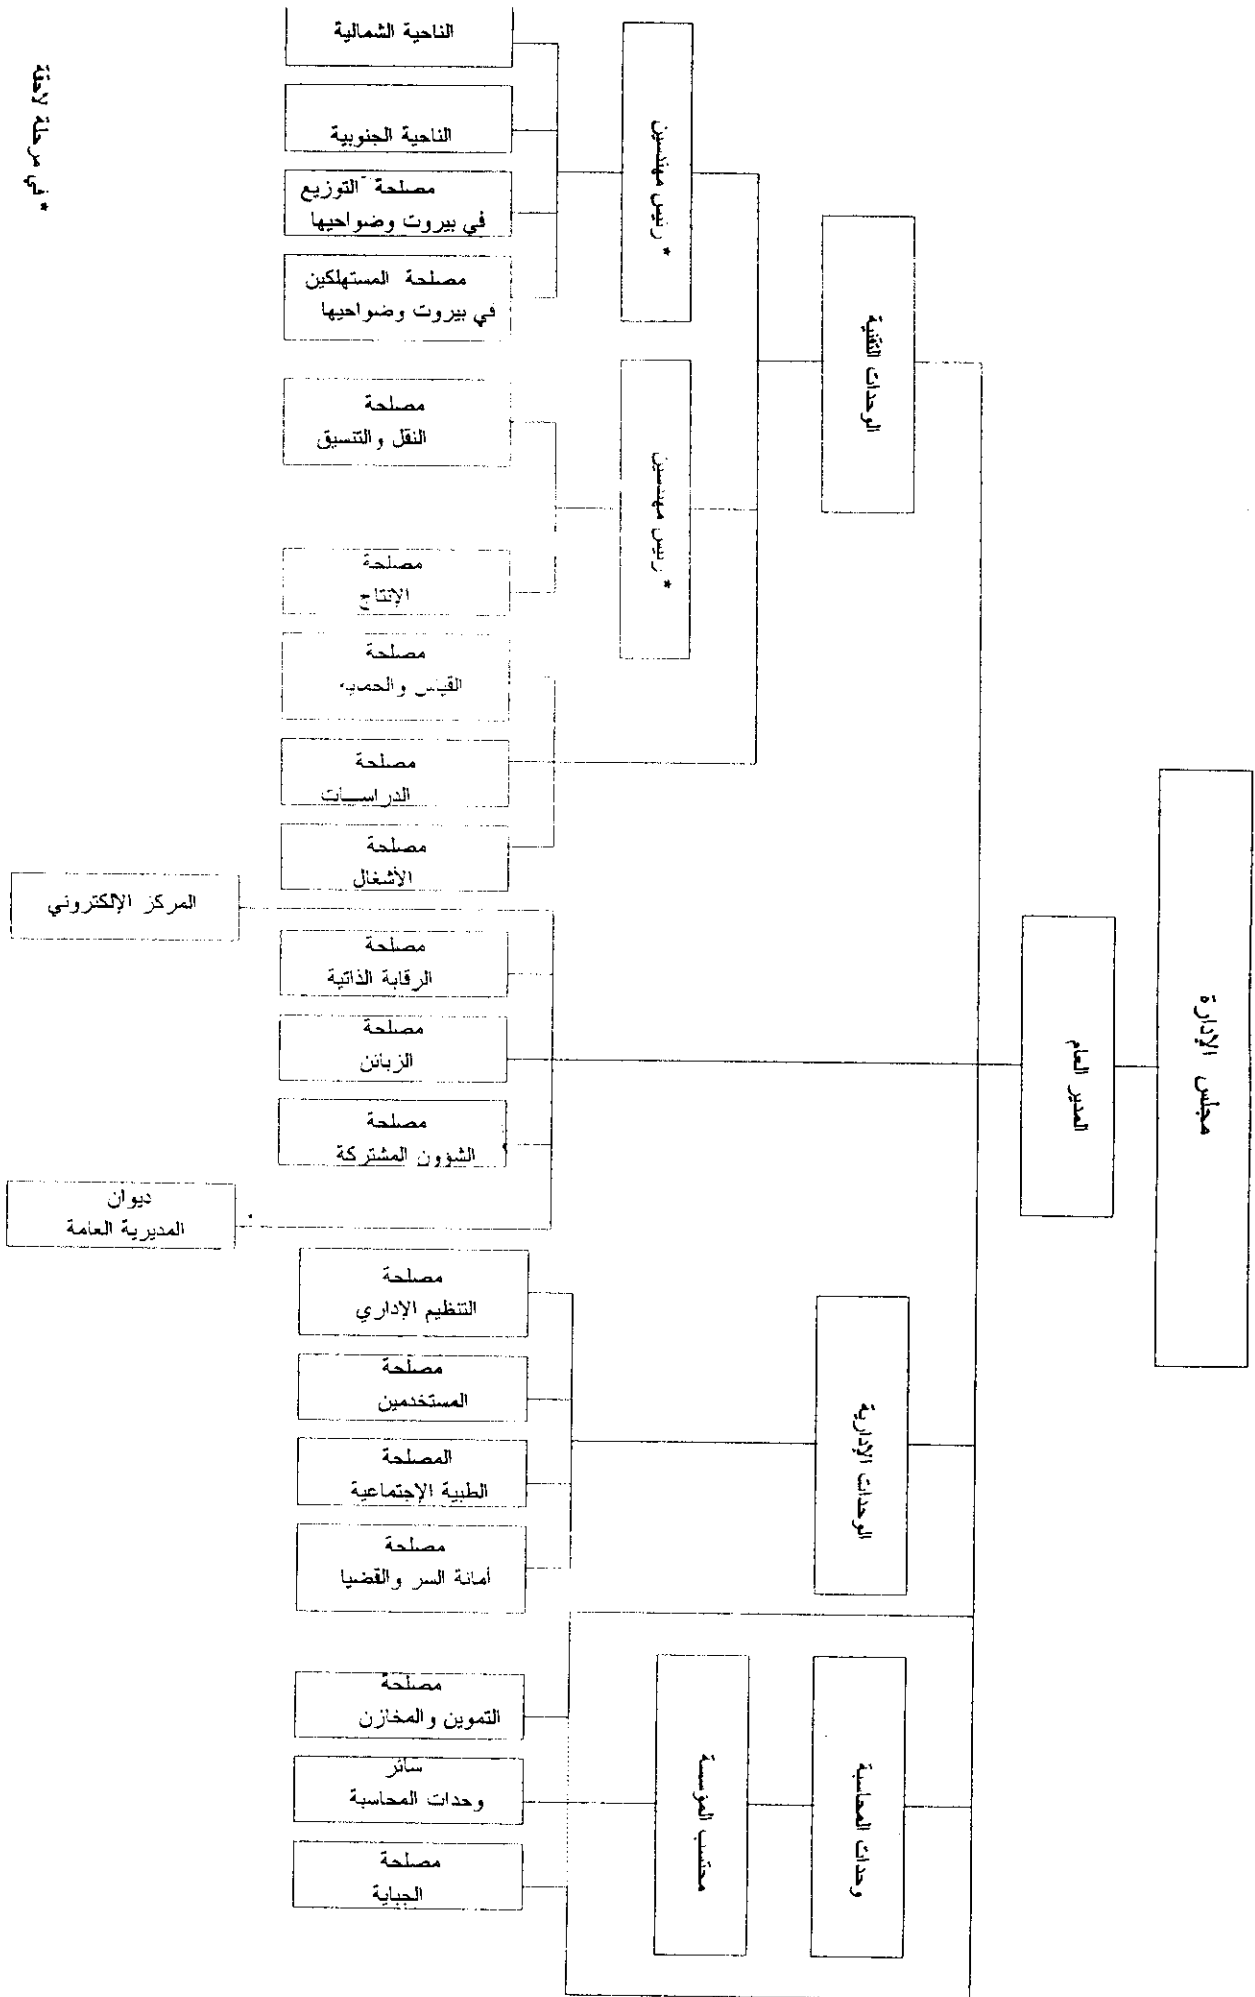 مجلس الإدارة
المدير العام
الوحدات التقنية
الوحدات الإدارية
وحدات المحاسبة
* رئيس مهندسين
* رئيس مهندسين
محتسب المؤسسة
الناحية الشمالية
الناحية الجنوبية
مصلحة التوزيع
في بيروت وضواحيها
مصلحة المستهلكين
في بيروت وضواحيها
مصلحة
النقل والتنسيق
مصلحة
الإنتاج
مصلحة
القياس والحمايه
مصلحة
الدراسات
مصلحة
الأشغال
المركز الإلكتروني
مصلحة
الرقابة الذاتية
مصلحة
الزبائن
مصلحة
الشؤون المشتركة
ديوان
المديرية العامة
مصلحة
التنظيم الإداري
مصلحة
المستخدمين
المصلحة
الطبية الإجتماعية
مصلحة
أمانة السر والقضايا
مصلحة
التموين والمخازن
سائر
وحدات المحاسبة
مصلحة
الجباية
* في مرحلة لاحقة